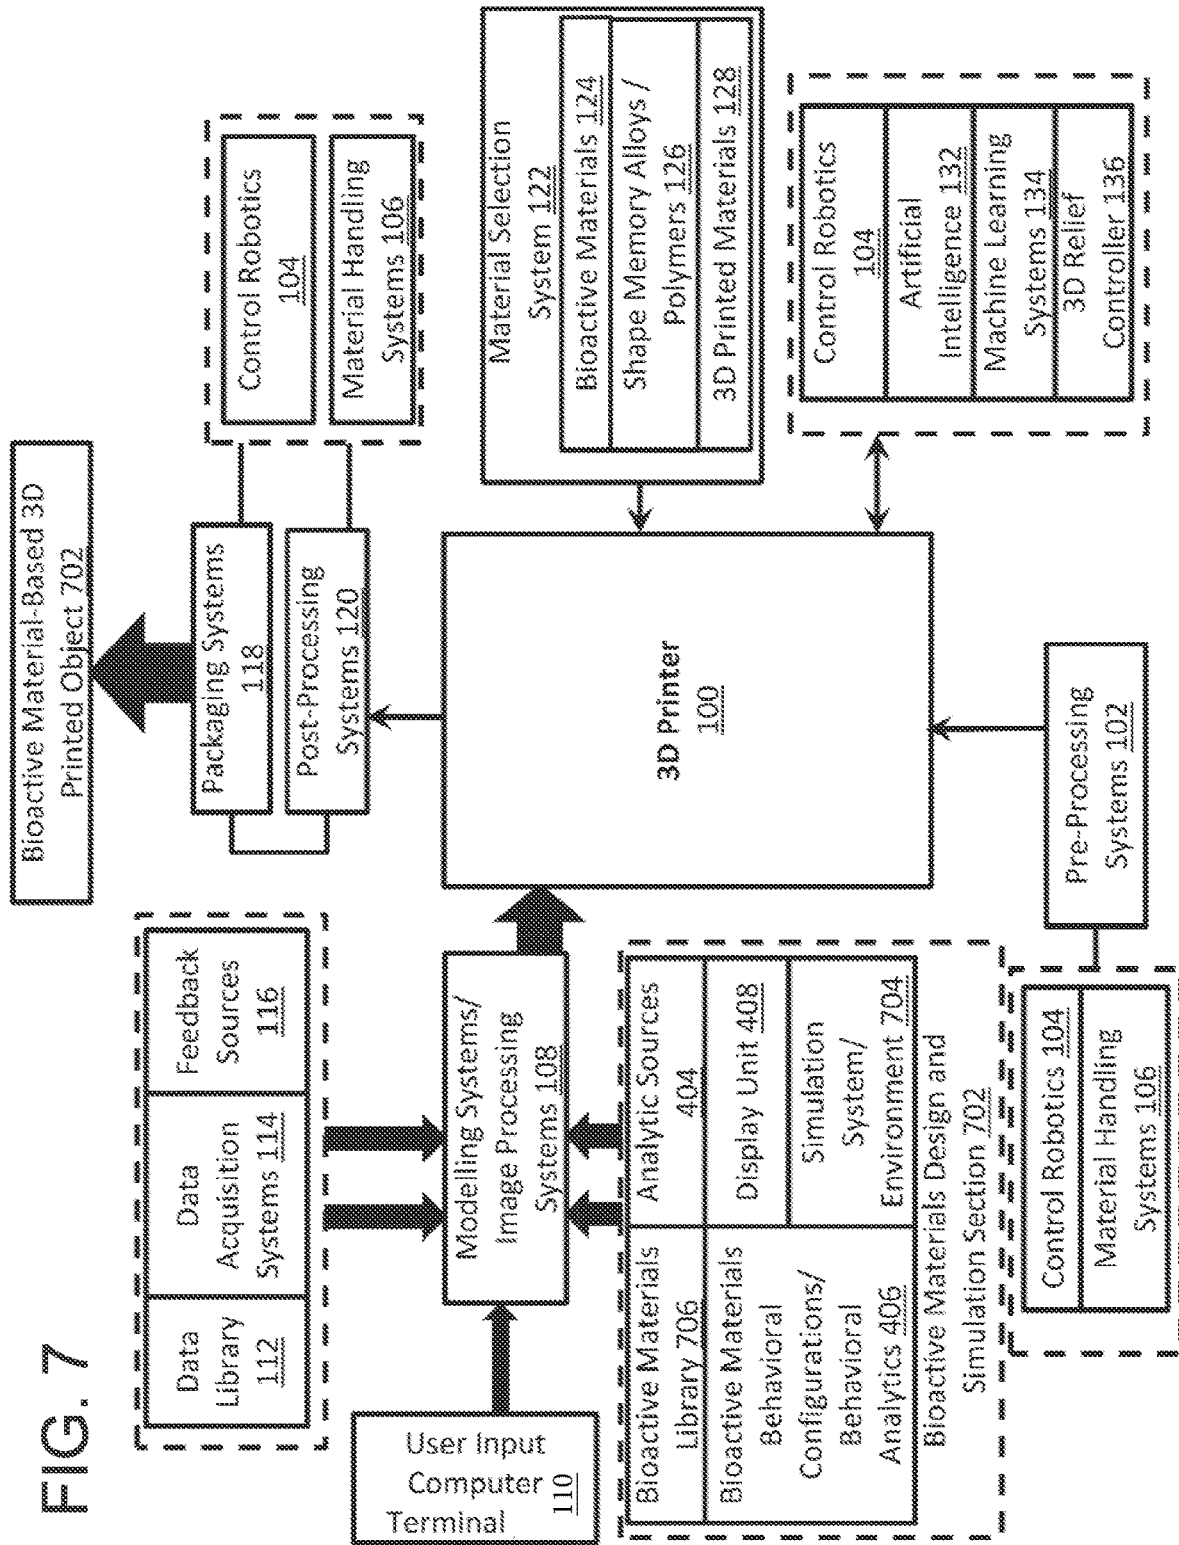 FIG. 7
Data
Library 112
Data
Acquisition
Systems 114
Feedback
Sources
116
User Input
Computer
Terminal
110
Modelling Systems/
Image Processing
Systems 108
Bioactive Materials
Library 706
Analytic Sources
404
Bioactive Materials
Behavioral
Configurations/
Behavioral
Analytics 406
Display Unit 408
Simulation
System/
Environment 704
Bioactive Materials Design and
Simulation Section 702
Control Robotics 104
Material Handling
Systems 106
Pre-Processing
Systems 102
3D Printer
100
Bioactive Material-Based 3D
Printed Object 702
Packaging Systems
118
Post-Processing
Systems 120
Control Robotics
104
Material Handling
Systems 106
Material Selection
System 122
Bioactive Materials 124
Shape Memory Alloys /
Polymers 126
3D Printed Materials 128
Control Robotics
104
Artificial
Intelligence 132
Machine Learning
Systems 134
3D Relief
Controller 136